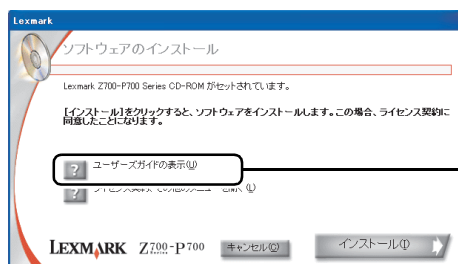 Lexmark
ソフトウェアのインストール
Lexmark Z700-P700 Series CD-ROM がセットされています。
[インストール]をクリックすると、ソフトウェアをインストールします。この場合、ライセンス契約に
同意したことになります。
? ユーザーズガイドの表示(U)
?
LEXMARK Z700-P700 キャンセル(C) インストール(I)